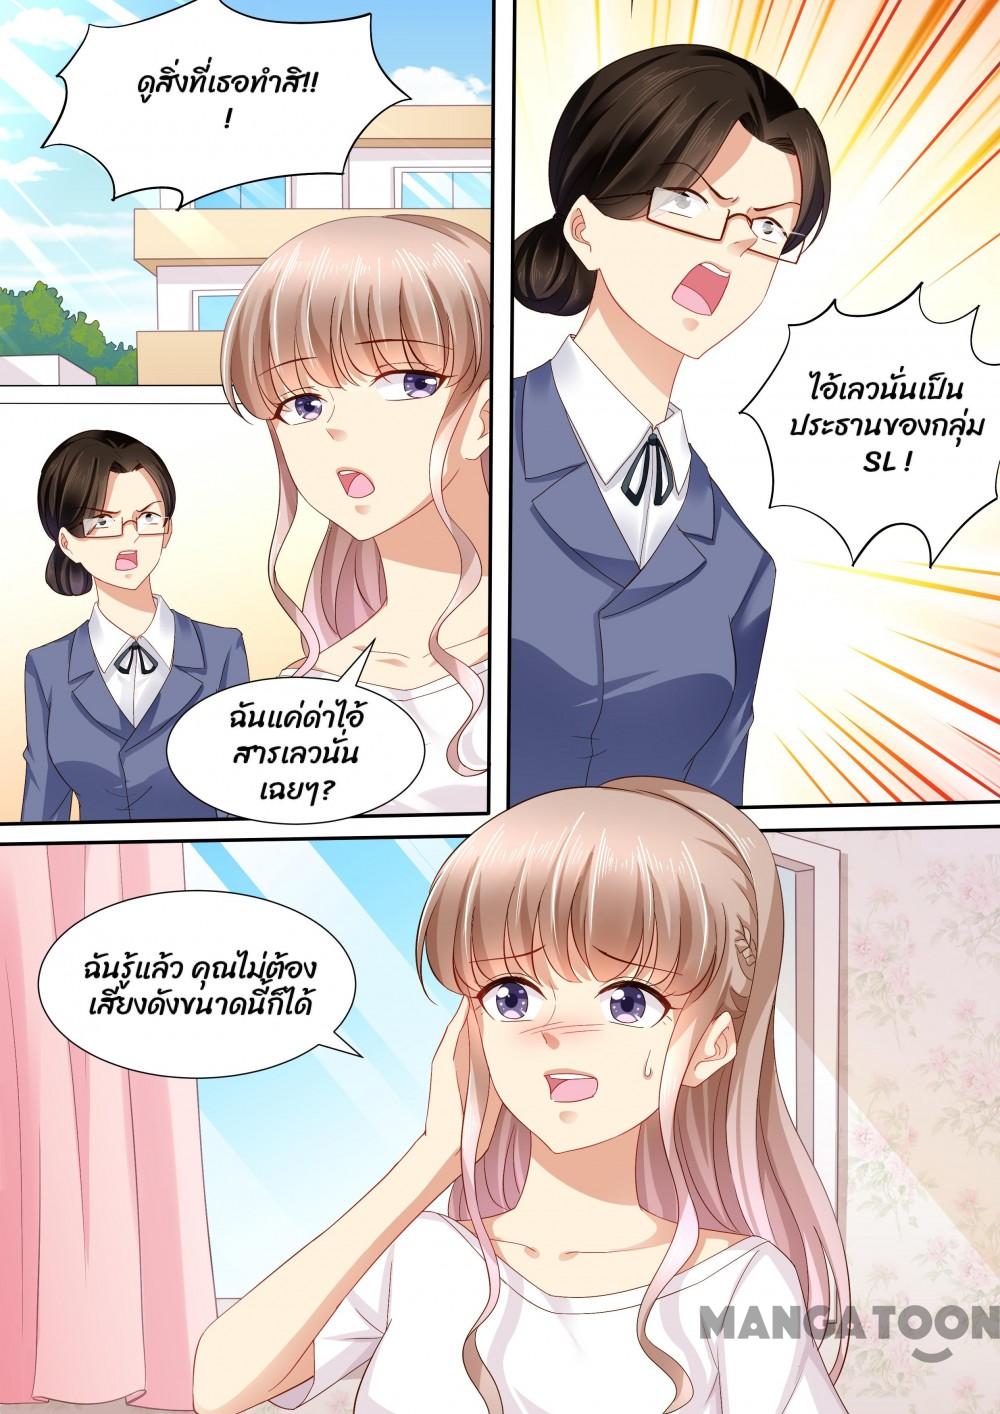 ดูสิ่งที่เธอทำสิ!!
!
ฉันแค่ด่าไอ้
สารเลวนั่น
เฉยๆ?
ไอ้เลวนั่นเป็น
ประธานของกลุ่ม
SL !
ฉันรู้แล้ว คุณไม่ต้อง
เสียงดังขนาดนี้ก็ได้
MANGATOON